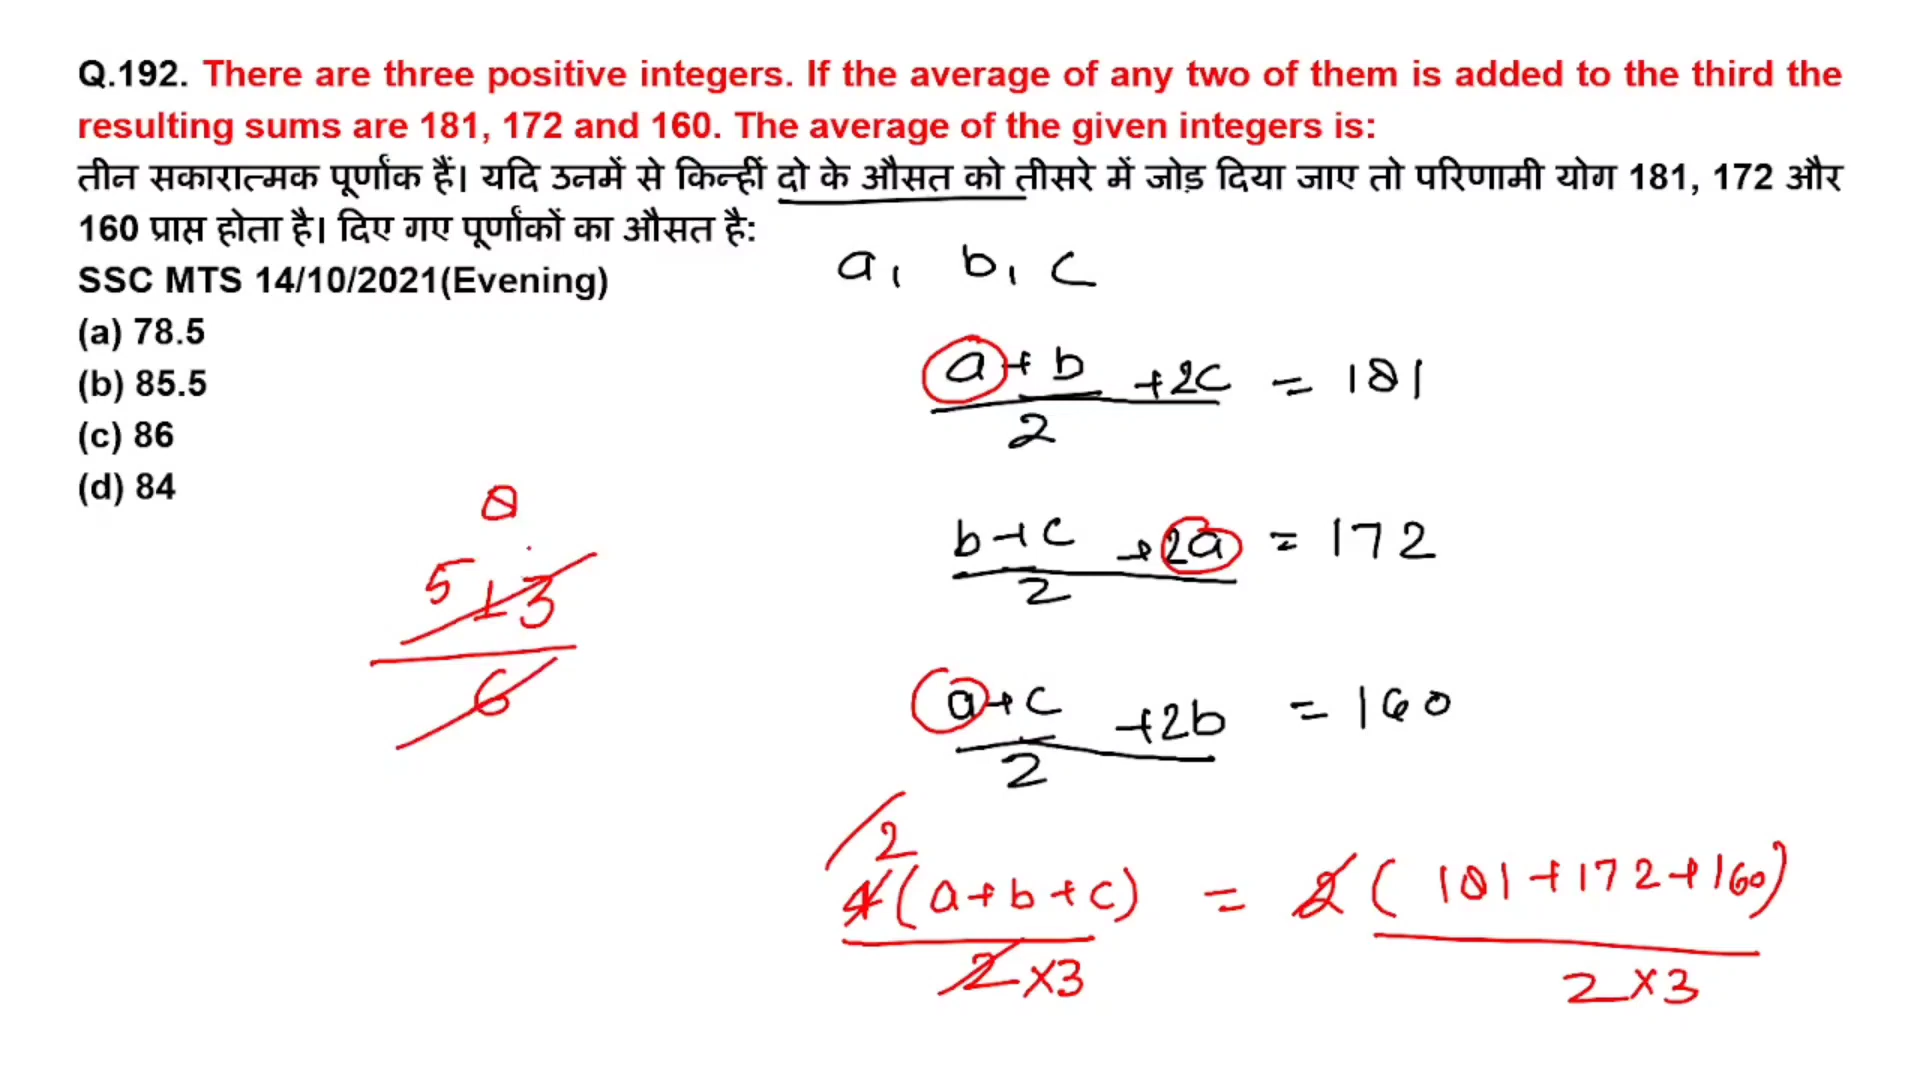 Q.192. There are three positive integers. If the average of any two of them is added to the third the
resulting sums are 181, 172 and 160. The average of the given integers is:
तीन सकारात्मक पूर्णांक हैं। यदि उनमें से किन्हीं दो के औसत को तीसरे में जोड़ दिया जाए तो परिणामी योग 181, 172 और
160 प्राप्त होता है। दिए गए पूर्णांकों का औसत है:
SSC MTS 14/10/2021(Evening)
(a) 78.5
(b) 85.5
(c) 86
(d) 84
a, b, c
a+b +2c = 181
2
b+c +2a = 172
2
a+c +2b = 160
2
8
513
6
2
4(a+b+c) = 2(181+172+160)
2×3 2×3